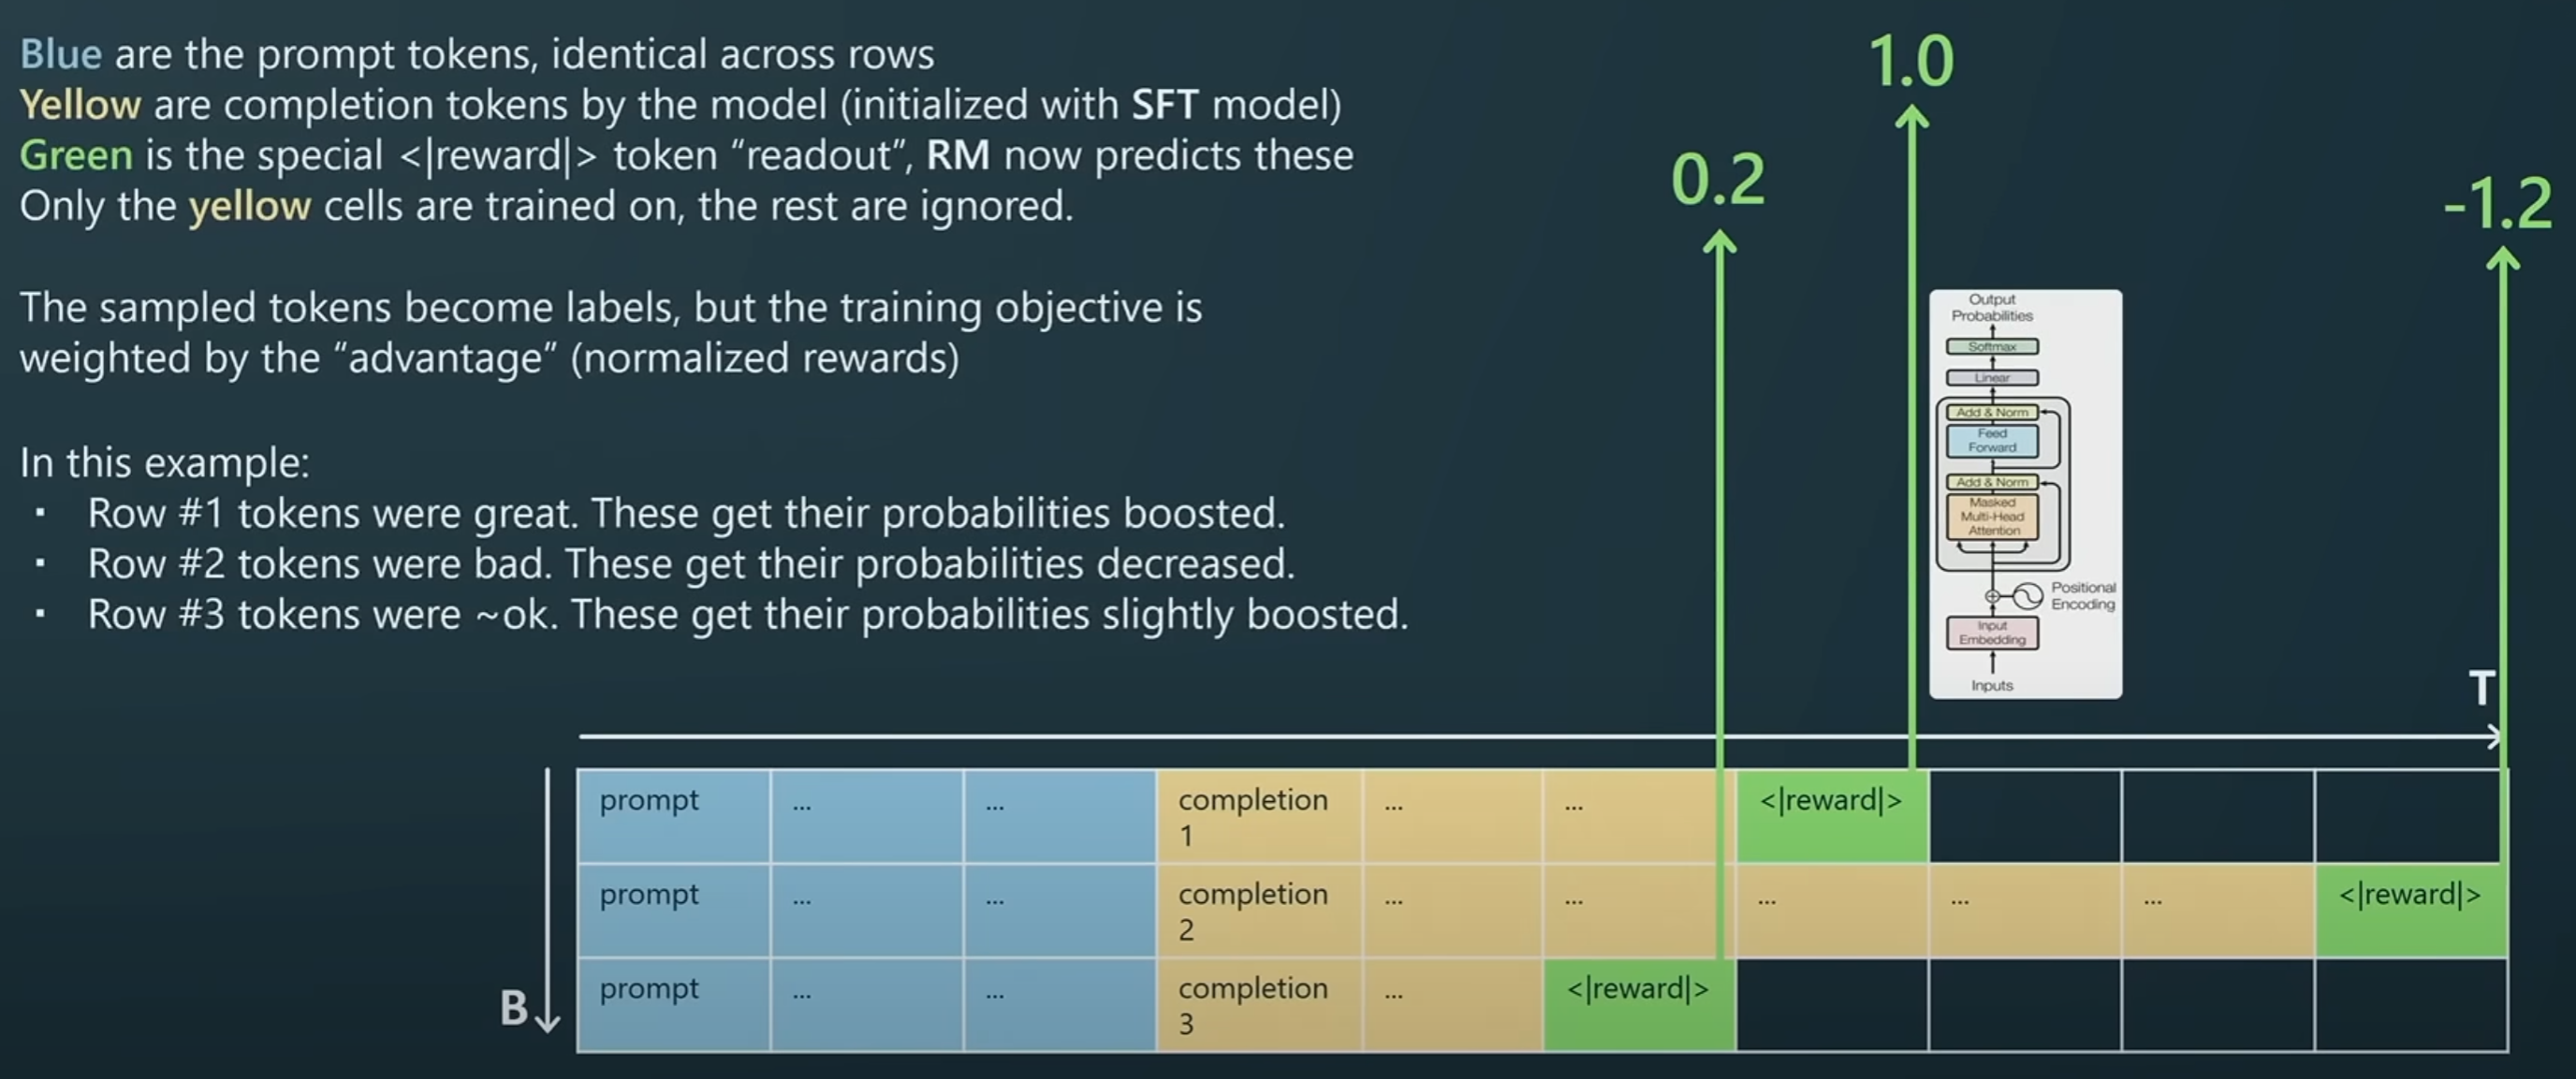 Blue are the prompt tokens, identical across rows
Yellow are completion tokens by the model (initialized with SFT model)
Green is the special <|reward|> token “readout”, RM now predicts these
Only the yellow cells are trained on, the rest are ignored.
The sampled tokens become labels, but the training objective is
weighted by the “advantage” (normalized rewards)
In this example:
▪ Row #1 tokens were great. These get their probabilities boosted.
▪ Row #2 tokens were bad. These get their probabilities decreased.
▪ Row #3 tokens were ~ok. These get their probabilities slightly boosted.
0.2
1.0
-1.2
Output
Probabilities
Softmax
Linear
Add & Norm
Feed
Forward
Add & Norm
Masked
Multi-Head
Attention
Positional
Encoding
Input
Embedding
Inputs
T
B
prompt ... ... completion 1 ... ... <|reward|>
prompt ... ... completion 2 ... ... ... ... ... <|reward|>
prompt ... ... completion 3 ... <|reward|>